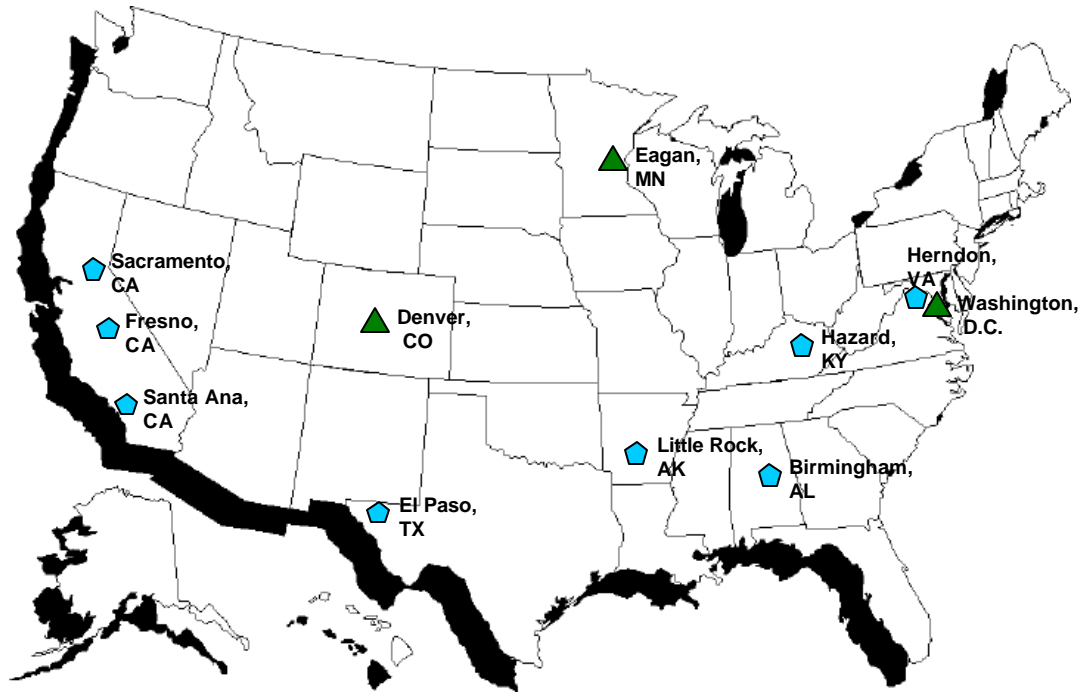 Eagan,
MN
Herndon,
VA
Sacramento,
CA
Washington,
D.C.
Fresno,
CA
Denver,
CO
Hazard,
KY
Santa Ana,
CA
Little Rock,
AK
Birmingham,
AL
El Paso,
TX